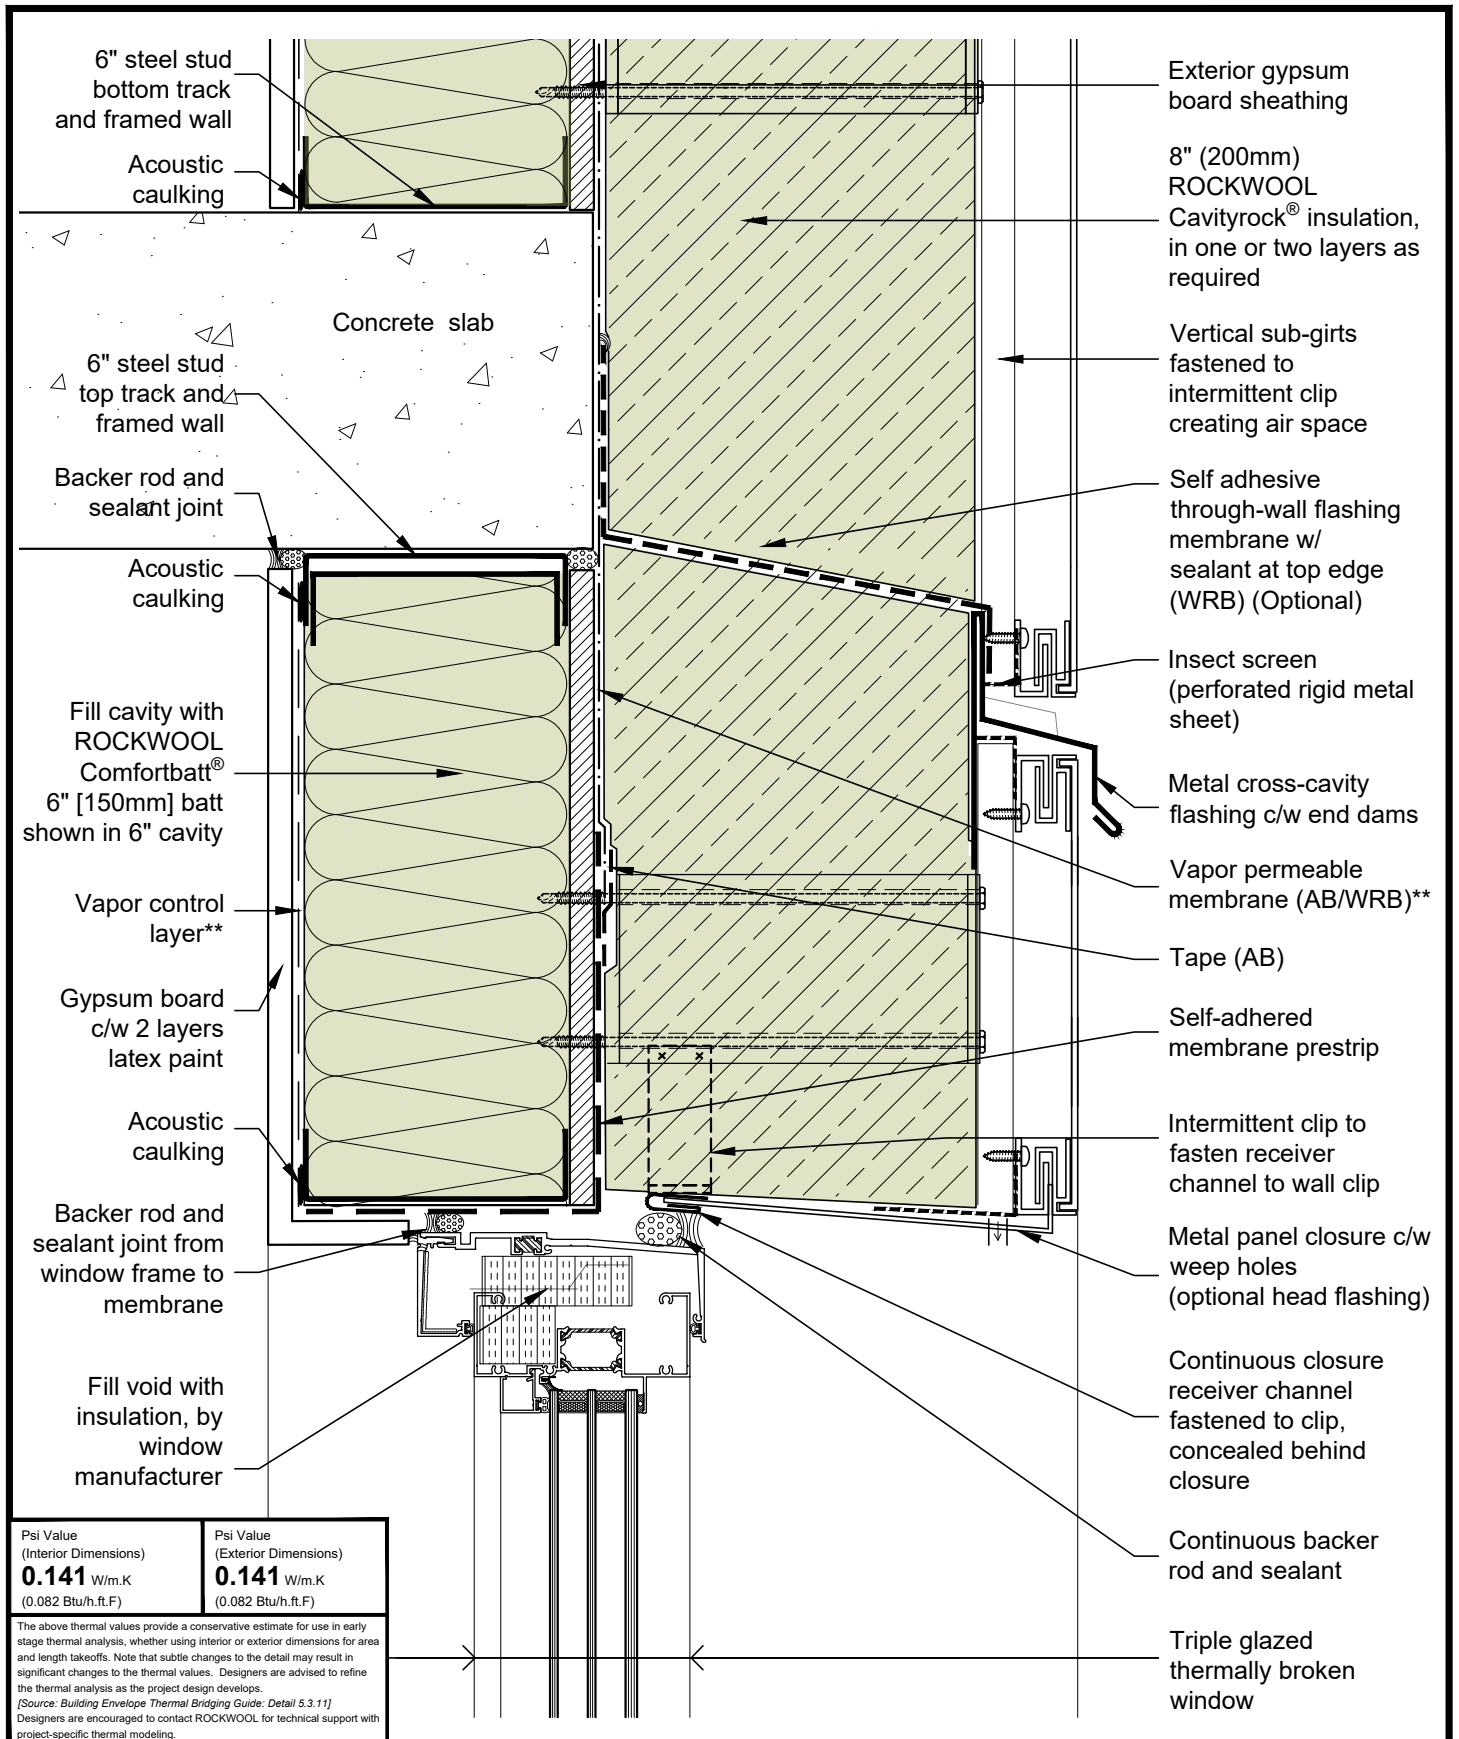 6" steel stud
bottom track
and framed wall
Acoustic
caulking
Concrete slab
6" steel stud
top track and
framed wall
Backer rod and
sealant joint
Acoustic
caulking
Fill cavity with
ROCKWOOL
Comfortbatt®
6" [150mm] batt
shown in 6" cavity
Vapor control
layer**
Gypsum board
c/w 2 layers
latex paint
Acoustic
caulking
Backer rod and
sealant joint from
window frame to
membrane
Fill void with
insulation, by
window
manufacturer
Exterior gypsum
board sheathing
8" (200mm)
ROCKWOOL
Cavityrock® insulation,
in one or two layers as
required
Vertical sub-girts
fastened to
intermittent clip
creating air space
Self adhesive
through-wall flashing
membrane w/
sealant at top edge
(WRB) (Optional)
Insect screen
(perforated rigid metal
sheet)
Metal cross-cavity
flashing c/w end dams
Vapor permeable
membrane (AB/WRB)**
Tape (AB)
Self-adhered
membrane prestrip
Intermittent clip to
fasten receiver
channel to wall clip
Metal panel closure c/w
weep holes
(optional head flashing)
Continuous closure
receiver channel
fastened to clip,
concealed behind
closure
Continuous backer
rod and sealant
Triple glazed
thermally broken
window
Psi Value
(Interior Dimensions)
0.141 W/m.K
(0.082 Btu/h.ft.F)
Psi Value
(Exterior Dimensions)
0.141 W/m.K
(0.082 Btu/h.ft.F)
The above thermal values provide a conservative estimate for use in early
stage thermal analysis, whether using interior or exterior dimensions for area
and length takeoffs. Note that subtle changes to the detail may result in
significant changes to the thermal values. Designers are advised to refine
the thermal analysis as the project design develops.
[Source: Building Envelope Thermal Bridging Guide: Detail 5.3.11]
Designers are encouraged to contact ROCKWOOL for technical support with
project-specific thermal modeling.